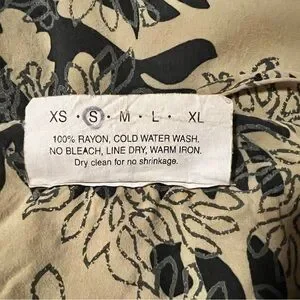 XS • S • M • L • XL
100% RAYON, COLD WATER WASH.
NO BLEACH, LINE DRY, WARM IRON.
Dry clean for no shrinkage.